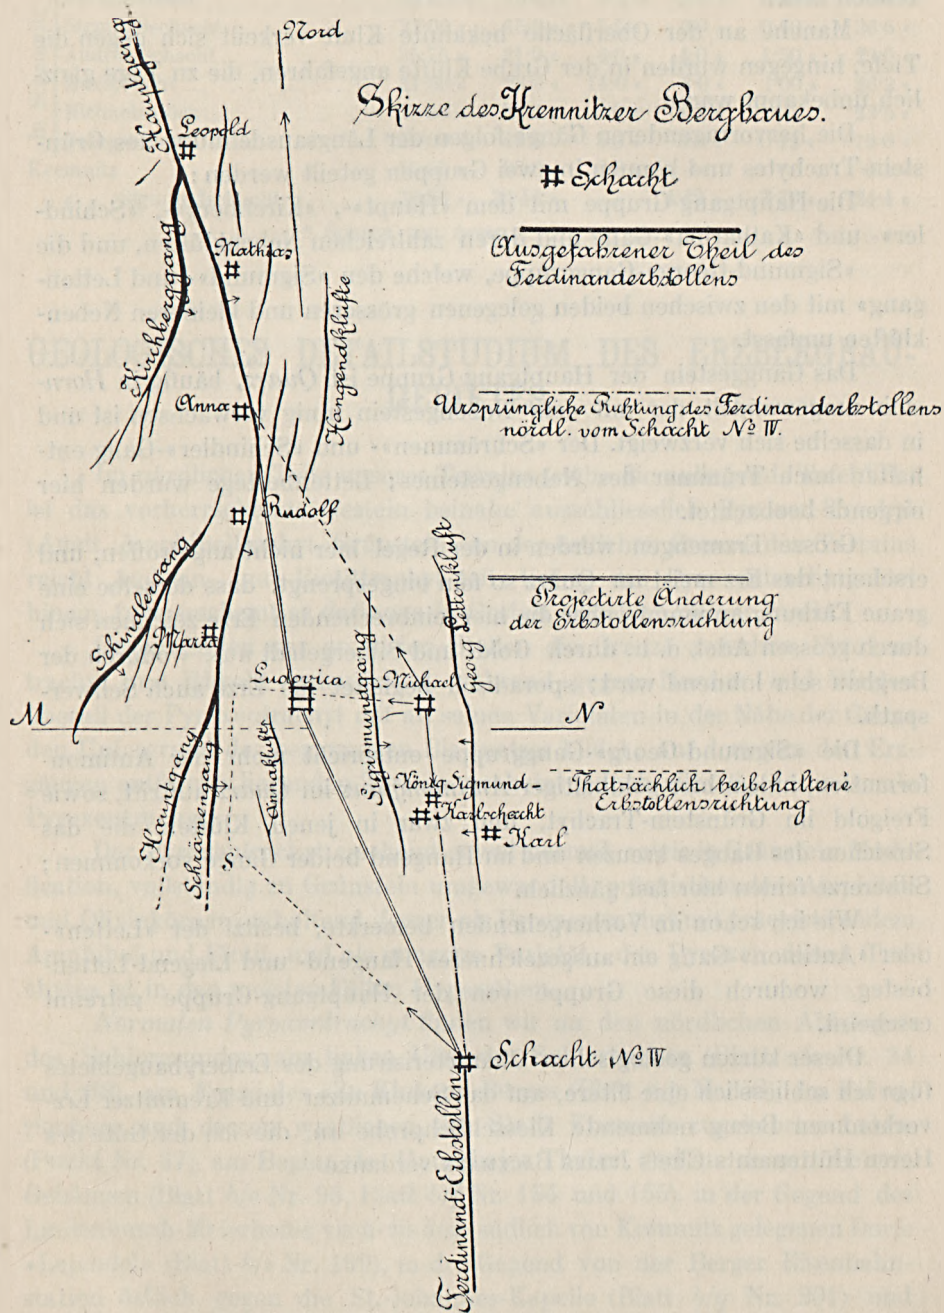 Nord
Skizze des Kremnitzer Bergbaues.
Hauptgang
Leopold
Schacht
Mathias
Ausgefahrener Theil des
Ferdinanderbstollens
Kirchberggang
Hangendklüfte
Anna
Ursprüngliche Richtung des Ferdinanderbstollens
nördl. vom Schacht No IV.
Rudolf
Schindlergang
Georg Lettenkluft
Projectirte Änderung
der Erbstollensrichtung
Maria
Ludovica
Sigismundgang
Michael
M
N
Hauptgang
Schrämengang
Annaklüfte
König Sigmund
Thatsächlich beibehaltene
Erbstollensrichtung
Karlschacht
Karl
S
Schacht No IV
Ferdinand-Erbstollen